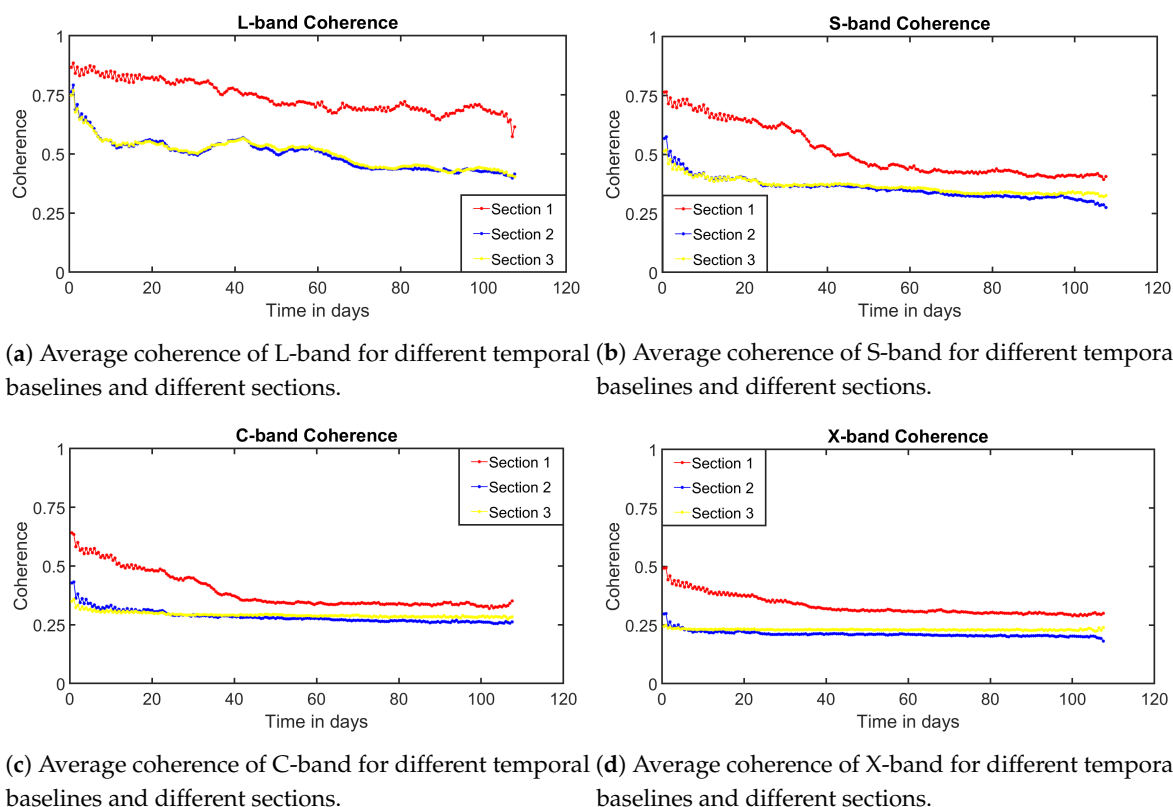 L-band Coherence
1
0.75
0.5
0.25
0
Coherence
Section 1
Section 2
Section 3
0 20 40 60 80 100 120
Time in days
(a) Average coherence of L-band for different temporal
baselines and different sections.
S-band Coherence
1
0.75
0.5
0.25
0
Coherence
Section 1
Section 2
Section 3
0 20 40 60 80 100 120
Time in days
(b) Average coherence of S-band for different tempora
baselines and different sections.
C-band Coherence
1
0.75
0.5
0.25
0
Coherence
Section 1
Section 2
Section 3
0 20 40 60 80 100 120
Time in days
(c) Average coherence of C-band for different temporal
baselines and different sections.
X-band Coherence
1
0.75
0.5
0.25
0
Coherence
Section 1
Section 2
Section 3
0 20 40 60 80 100 120
Time in days
(d) Average coherence of X-band for different tempora
baselines and different sections.